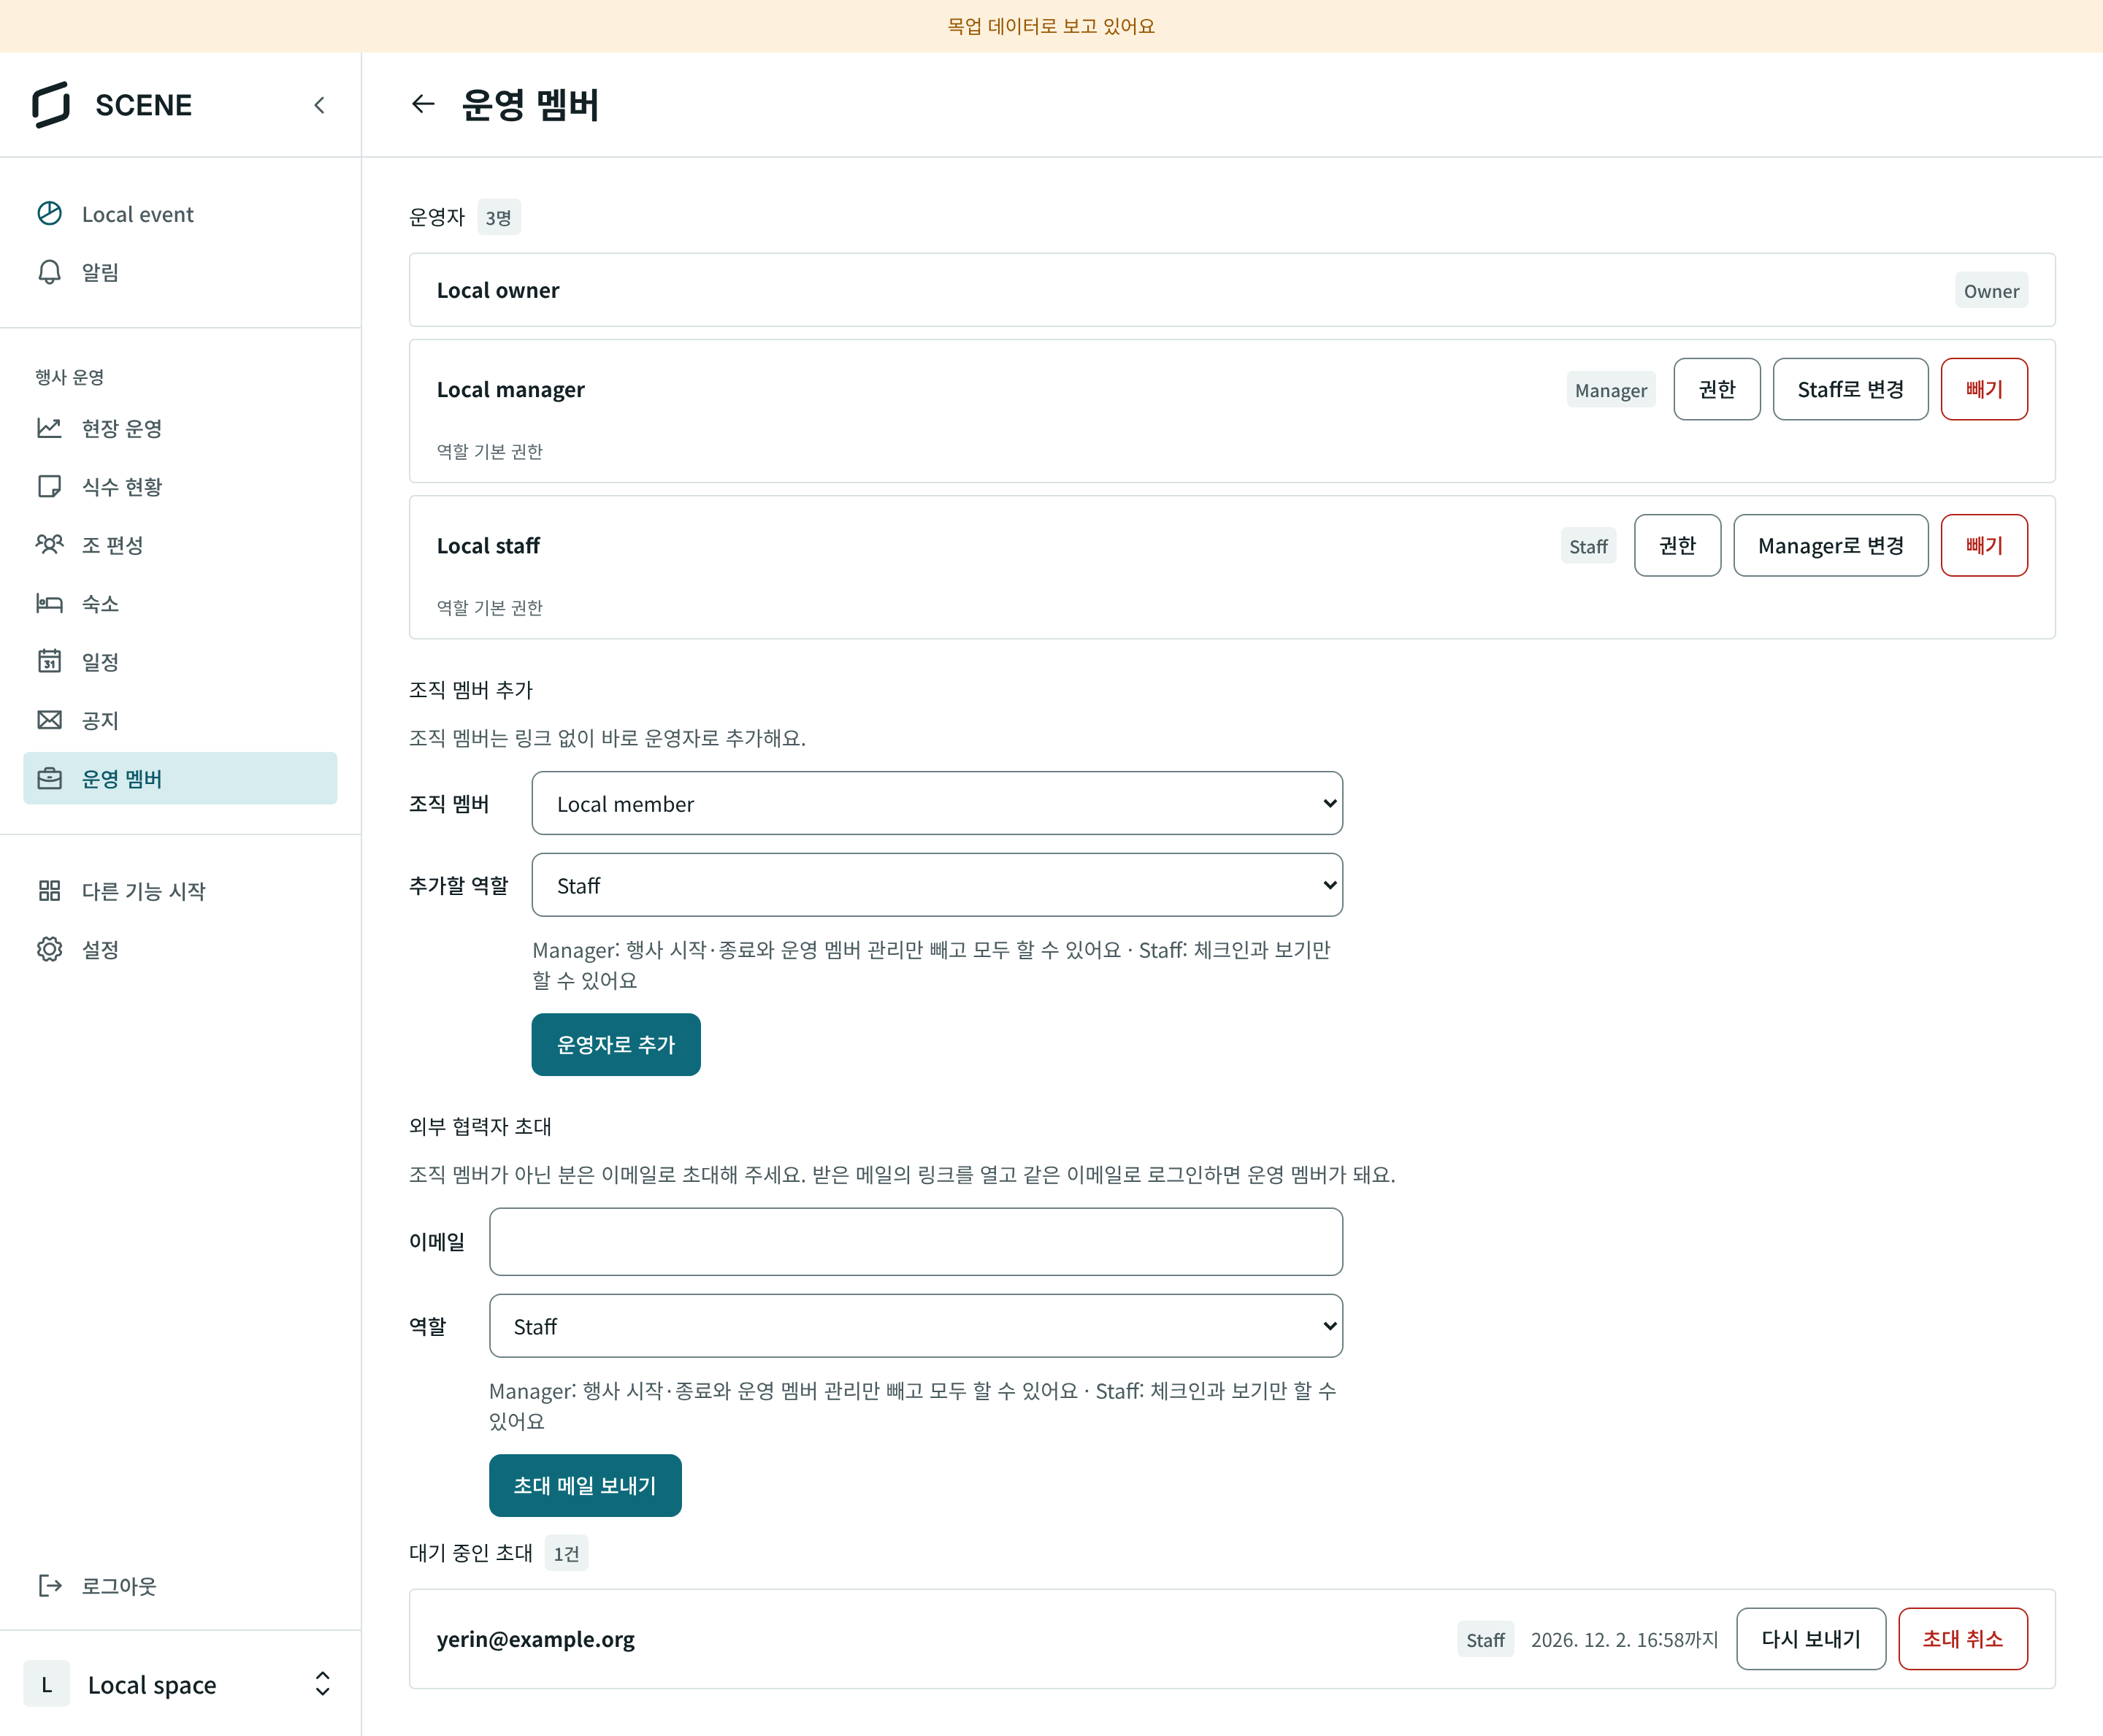 목업 데이터로 보고 있어요
SCENE
운영 멤버
Local event
알림
행사 운영
현장 운영
식수 현황
조 편성
숙소
31
일정
공지
운영 멤버
다른 기능 시작
설정
로그아웃
L
Local space
운영자 3명
Local owner
Owner
Local manager
Manager
권한
Staff로 변경
빼기
역할 기본 권한
Local staff
Staff
권한
Manager로 변경
빼기
역할 기본 권한
조직 멤버 추가
조직 멤버는 링크 없이 바로 운영자로 추가해요.
조직 멤버
Local member
추가할 역할
Staff
Manager: 행사 시작·종료와 운영 멤버 관리만 빼고 모두 할 수 있어요 · Staff: 체크인과 보기만
할 수 있어요
운영자로 추가
외부 협력자 초대
조직 멤버가 아닌 분은 이메일로 초대해 주세요. 받은 메일의 링크를 열고 같은 이메일로 로그인하면 운영 멤버가 돼요.
이메일
역할
Staff
Manager: 행사 시작·종료와 운영 멤버 관리만 빼고 모두 할 수 있어요 · Staff: 체크인과 보기만 할 수
있어요
초대 메일 보내기
대기 중인 초대 1건
yerin@example.org
Staff
2026. 12. 2. 16:58까지
다시 보내기
초대 취소